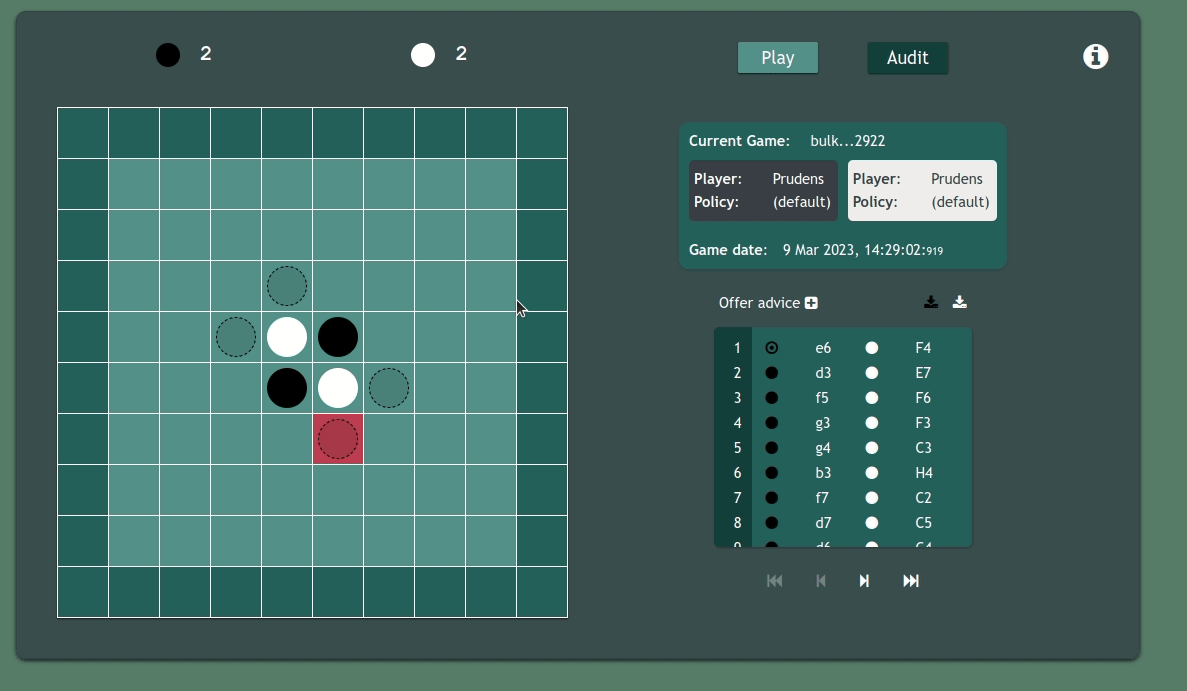 2 2 Play Audit
Current Game: bulk...2922
Player: Prudens Player: Prudens
Policy: (default) Policy: (default)
Game date: 9 Mar 2023, 14:29:02:919
Offer advice
1 e6 F4
2 d3 E7
3 f5 F6
4 g3 F3
5 g4 C3
6 b3 H4
7 f7 C2
8 d7 C5
9 d6